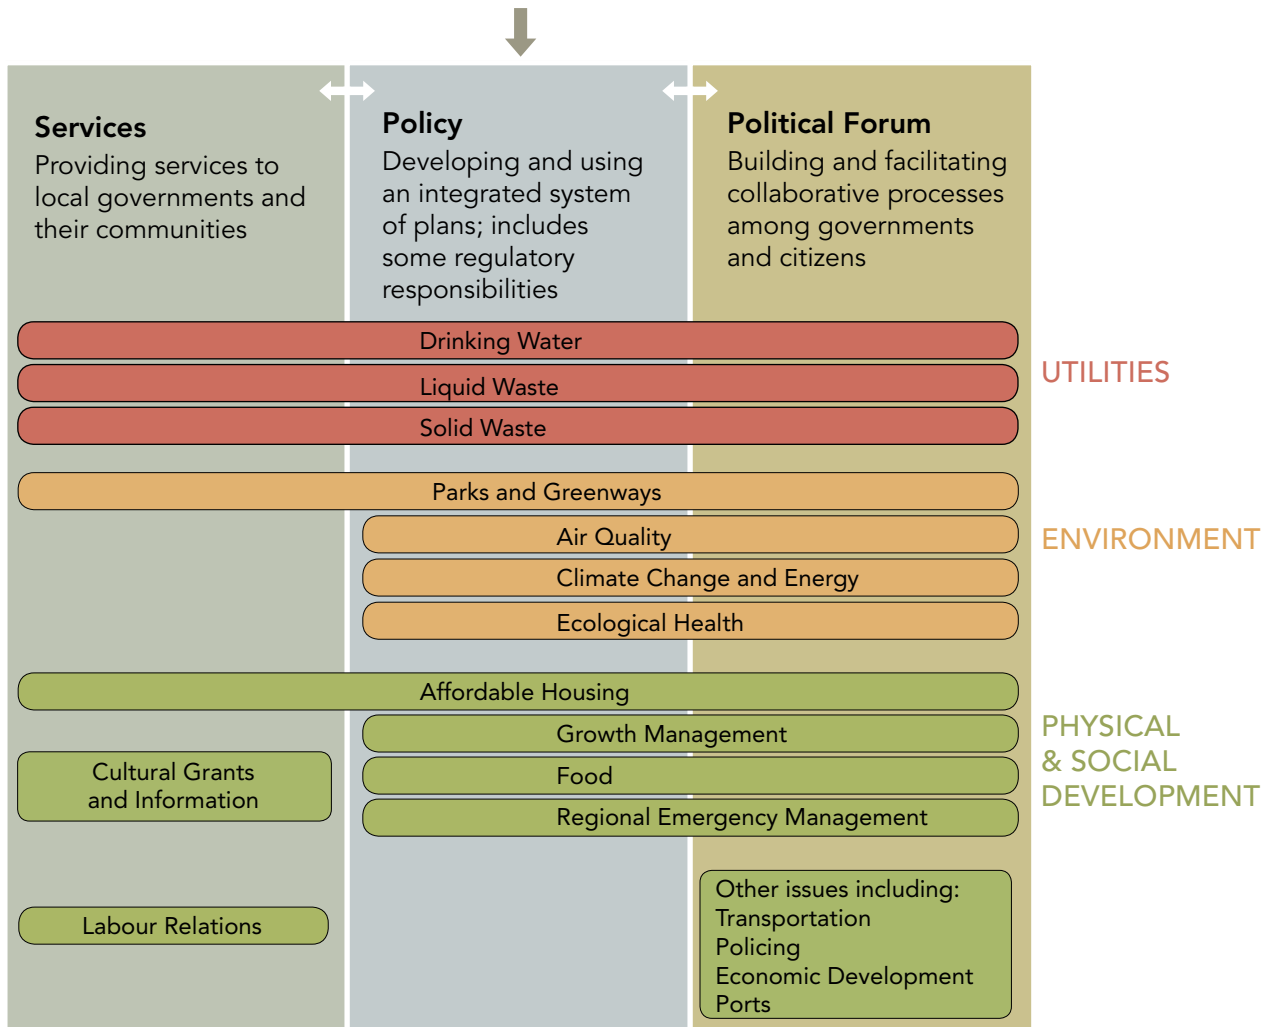 Services
Providing services to
local governments and
their communities
Policy
Developing and using
an integrated system
of plans; includes
some regulatory
responsibilities
Political Forum
Building and facilitating
collaborative processes
among governments
and citizens
Drinking Water
Liquid Waste
Solid Waste
UTILITIES
Parks and Greenways
Air Quality
Climate Change and Energy
Ecological Health
ENVIRONMENT
Affordable Housing
Growth Management
Food
Regional Emergency Management
Cultural Grants
and Information
Labour Relations
Other issues including:
Transportation
Policing
Economic Development
Ports
PHYSICAL
& SOCIAL
DEVELOPMENT